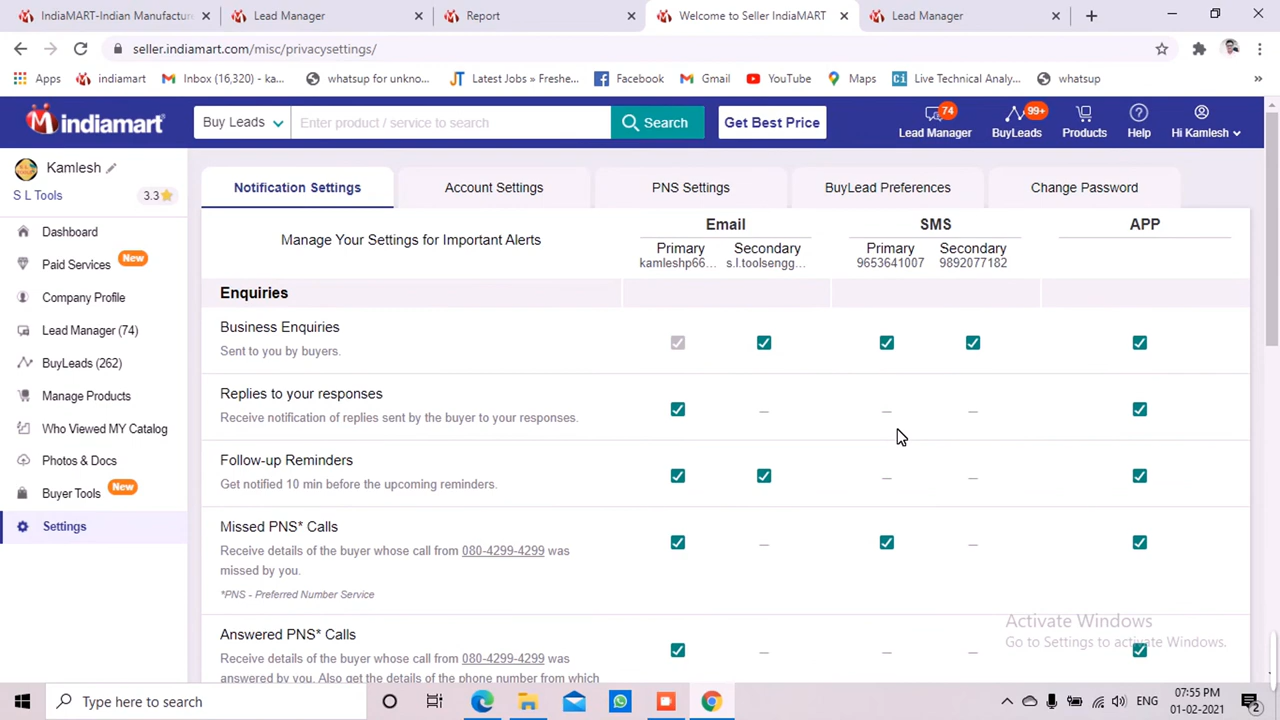 IndiaMART-Indian Manufacture
Lead Manager
Report
Welcome to Seller IndiaMART
Lead Manager
seller.indiamart.com/misc/privacysettings/
Apps
indiamart
Inbox (16,320) - ka...
whatsup for unkno...
Latest Jobs » Freshe...
Facebook
Gmail
YouTube
Maps
Live Technical Analy...
whatsup
indiamart
Buy Leads
Enter product / service to search
Search
Get Best Price
74
Lead Manager
99+
BuyLeads
Products
Help
Hi Kamlesh
Kamlesh
S L Tools
3.3
Dashboard
Paid Services
New
Company Profile
Lead Manager (74)
BuyLeads (262)
Manage Products
Who Viewed MY Catalog
Photos & Docs
Buyer Tools
New
Settings
Notification Settings
Account Settings
PNS Settings
BuyLead Preferences
Change Password
Manage Your Settings for Important Alerts
Email
SMS
APP
Primary
Secondary
Primary
Secondary
kamleshp66...
s.l.toolsengg...
9653641007
9892077182
Enquiries
Business Enquiries
Sent to you by buyers.
Replies to your responses
Receive notification of replies sent by the buyer to your responses.
Follow-up Reminders
Get notified 10 min before the upcoming reminders.
Missed PNS* Calls
Receive details of the buyer whose call from 080-4299-4299 was
missed by you.
*PNS - Preferred Number Service
Answered PNS* Calls
Receive details of the buyer whose call from 080-4299-4299 was
answered by you. Also get the details of the phone number from which
Activate Windows
Go to Settings to activate Windows.
Type here to search
ENG
07:55 PM
01-02-2021
2